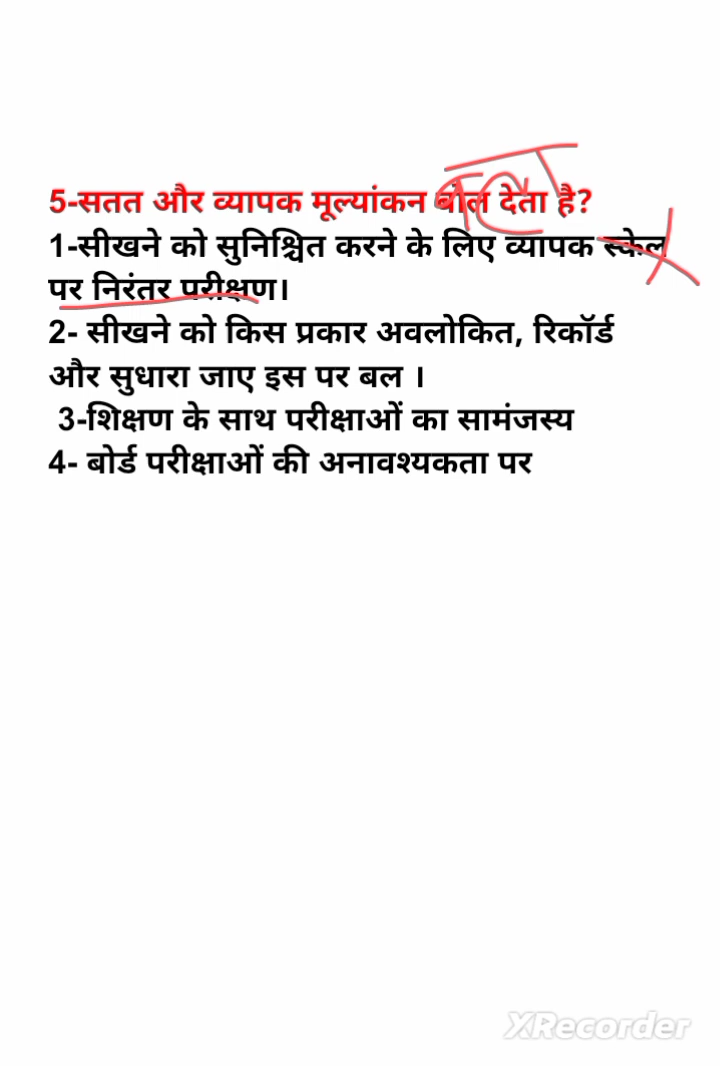 बल
5-सतत और व्यापक मूल्यांकन बोल देता है?
1-सीखने को सुनिश्चित करने के लिए व्यापक स्केल
पर निरंतर परीक्षण।
2- सीखने को किस प्रकार अवलोकित, रिकॉर्ड
और सुधारा जाए इस पर बल ।
3-शिक्षण के साथ परीक्षाओं का सामंजस्य
4- बोर्ड परीक्षाओं की अनावश्यकता पर
XRecorder